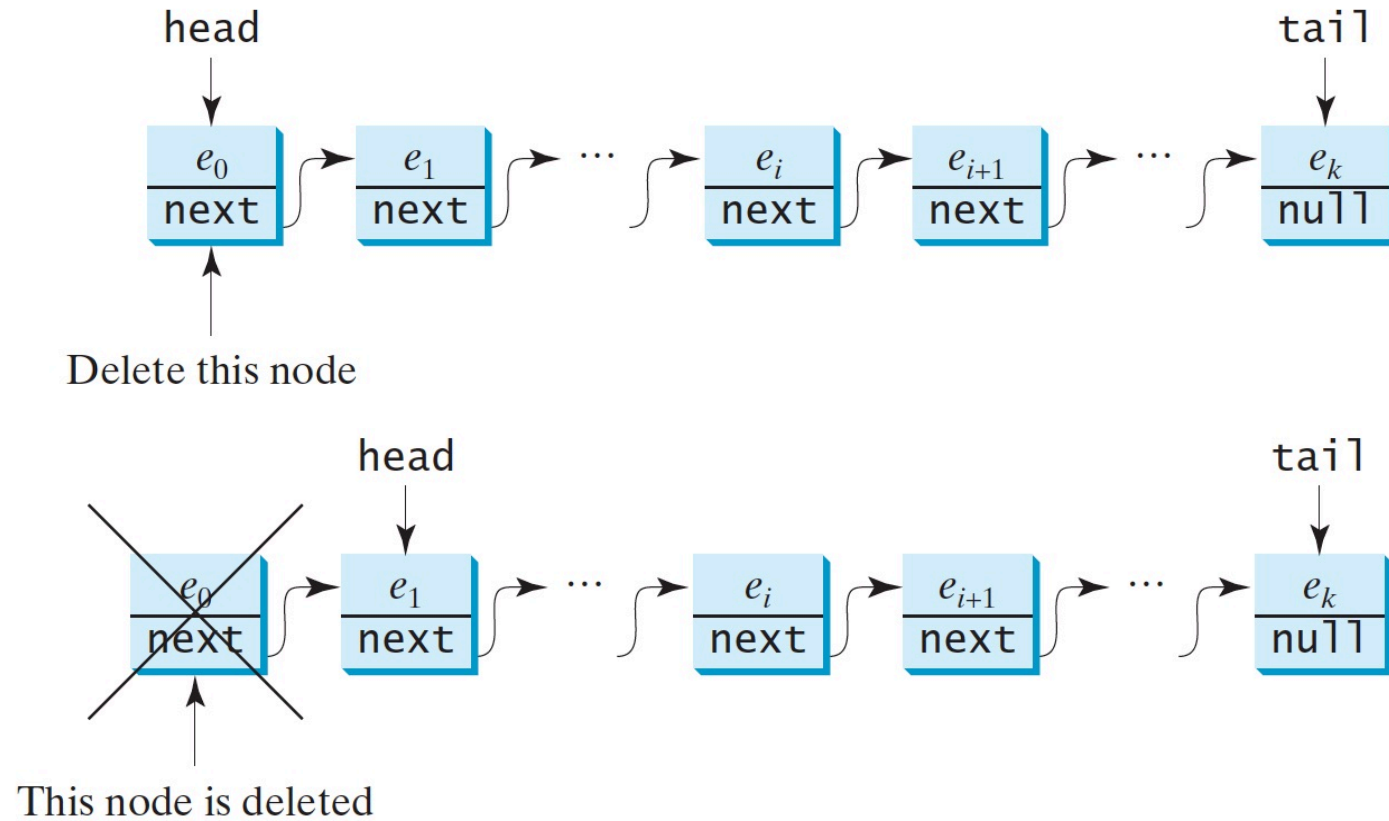 head tail
e0 e1 ... ei ei+1 ... ek
next next next next null
Delete this node
head tail
e0 e1 ... ei ei+1 ... ek
next next next next null
This node is deleted